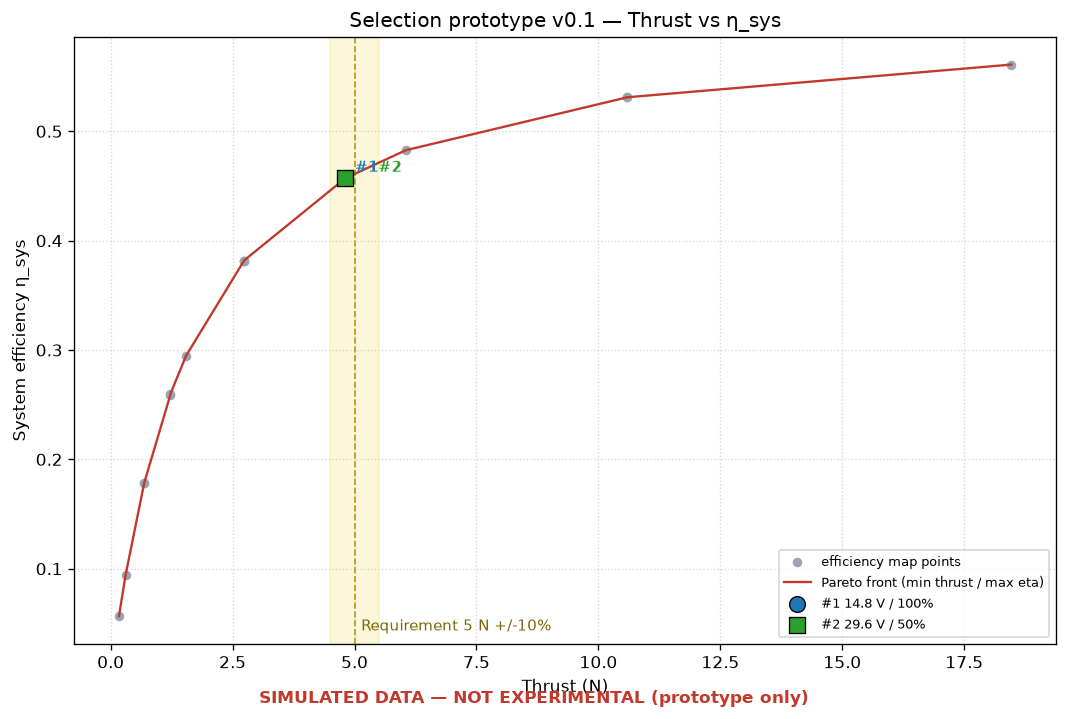 Selection prototype v0.1 — Thrust vs η_sys
System efficiency η_sys
0.5
0.4
0.3
0.2
0.1
#1#2
Requirement 5 N +/-10%
efficiency map points
Pareto front (min thrust / max eta)
#1 14.8 V / 100%
#2 29.6 V / 50%
0.0 2.5 5.0 7.5 10.0 12.5 15.0 17.5
Thrust (N)
SIMULATED DATA — NOT EXPERIMENTAL (prototype only)